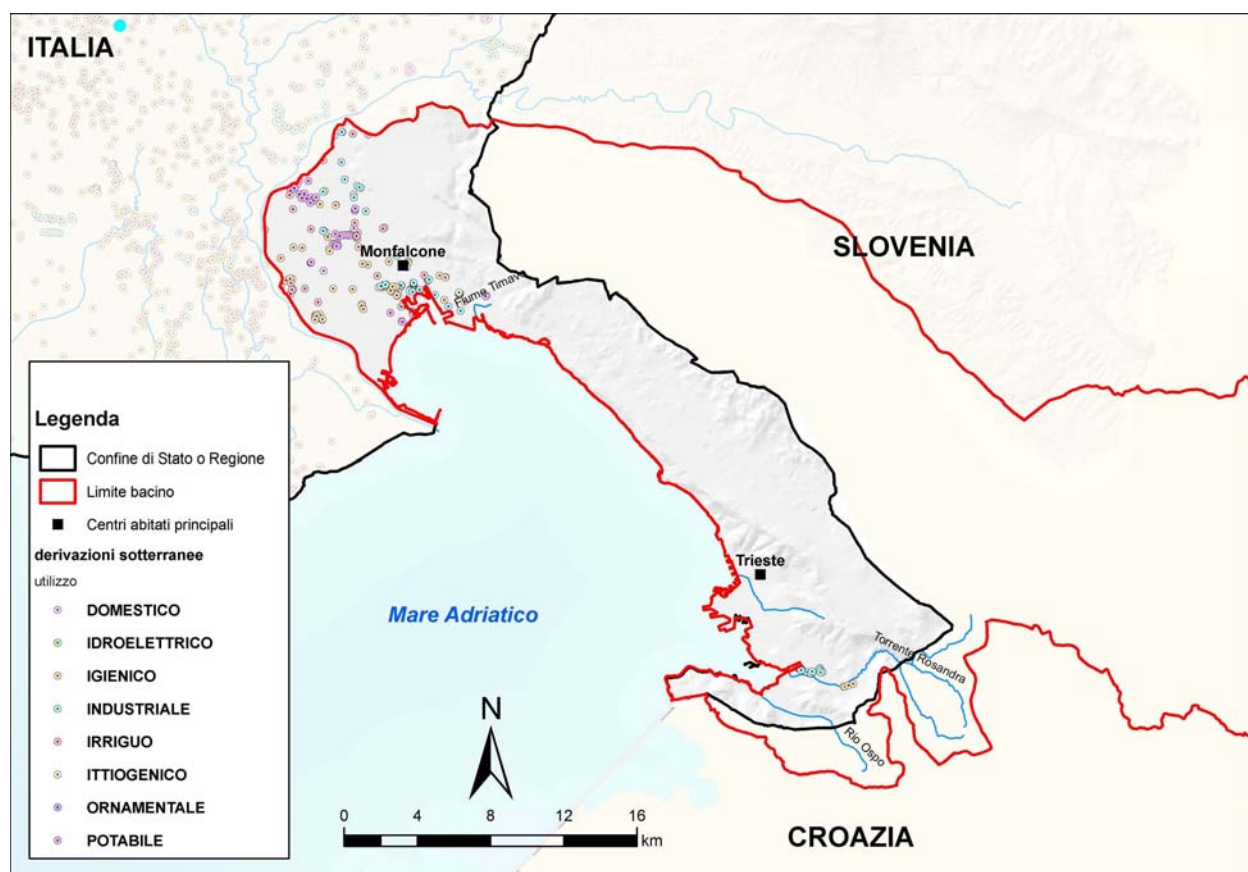 ITALIA
SLOVENIA
Monfalcone
Fiume Timavo
Legenda
Confine di Stato o Regione
Limite bacino
Centri abitati principali
derivazioni sotterranee
utilizzo
DOMESTICO
IDROELETTRICO
IGIENICO
INDUSTRIALE
IRRIGUO
ITTIOGENICO
ORNAMENTALE
POTABILE
Trieste
Mare Adriatico
Torrente Rosandra
Rio Ospo
N
0 4 8 12 16
km
CROAZIA